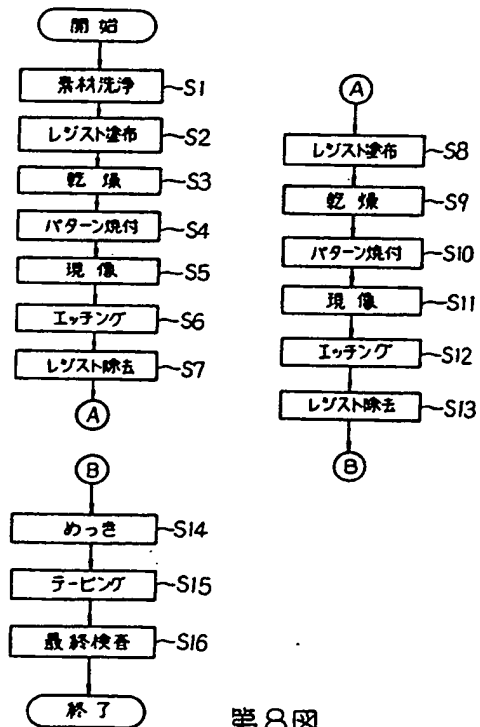 開始
素材洗浄 S1
レジスト塗布 S2
乾燥 S3
パターン焼付 S4
現像 S5
エッチング S6
レジスト除去 S7
A
A
レジスト塗布 S8
乾燥 S9
パターン焼付 S10
現像 S11
エッチング S12
レジスト除去 S13
B
B
めっき S14
テーピング S15
最終検査 S16
終了
第8図